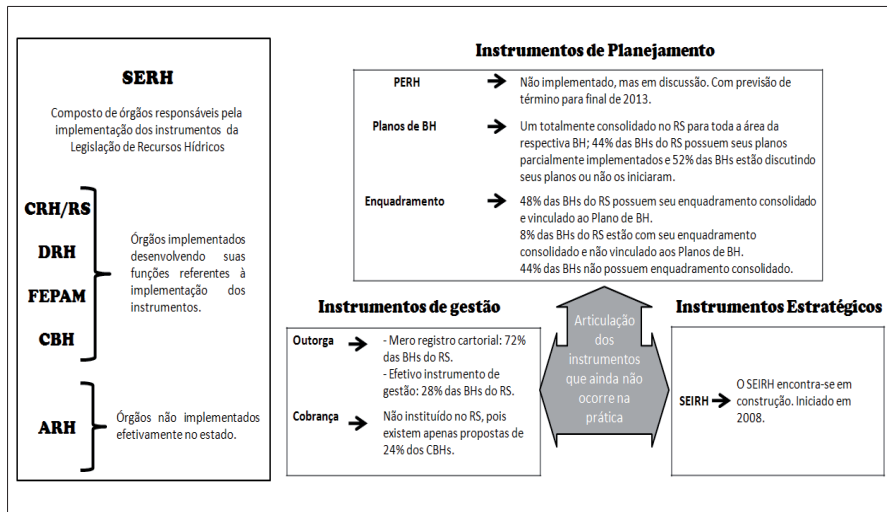 SERH
Composto de órgãos responsáveis pela
implementação dos instrumentos da
Legislação de Recursos Hídricos
CRH/RS
DRH
FEPAM
CBH
Órgãos implementados
desenvolvendo suas
funções referentes à
implementação dos
instrumentos.
ARH
Órgãos não implementados
efetivamente no estado.
Instrumentos de Planejamento
PERH
Não implementado, mas em discussão. Com previsão de
término para final de 2013.
Planos de BH
Um totalmente consolidado no RS para toda a área da
respectiva BH; 44% das BHs do RS possuem seus planos
parcialmente implementados e 52% das BHs estão discutindo
seus planos ou não os iniciaram.
Enquadramento
48% das BHs do RS possuem seu enquadramento consolidado
e vinculado ao Plano de BH.
8% das BHs do RS estão com seu enquadramento
consolidado e não vinculado aos Planos de BH.
44% das BHs não possuem enquadramento consolidado.
Instrumentos de gestão
Outorga
- Mero registro cartorial: 72%
das BHs do RS.
- Efetivo instrumento de
gestão: 28% das BHs do RS.
Cobrança
Não instituído no RS, pois
existem apenas propostas de
24% dos CBHs.
Articulação
dos
instrumentos
que ainda não
ocorre na
prática
Instrumentos Estratégicos
SEIRH
O SEIRH encontra-se em
construção. Iniciado em
2008.